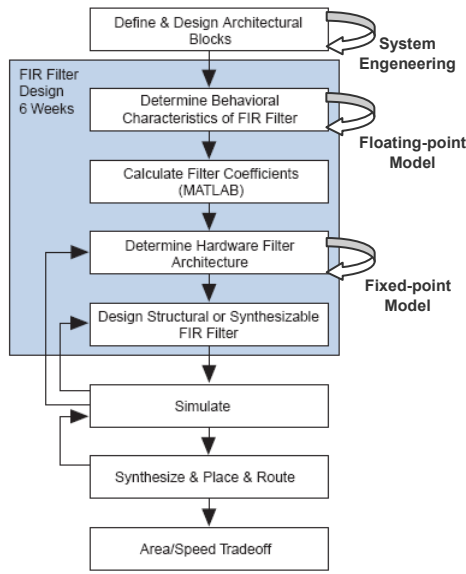 Define & Design Architectural
Blocks
System
Engeneering
FIR Filter
Design
6 Weeks
Determine Behavioral
Characteristics of FIR Filter
Floating-point
Model
Calculate Filter Coefficients
(MATLAB)
Determine Hardware Filter
Architecture
Fixed-point
Model
Design Structural or Synthesizable
FIR Filter
Simulate
Synthesize & Place & Route
Area/Speed Tradeoff